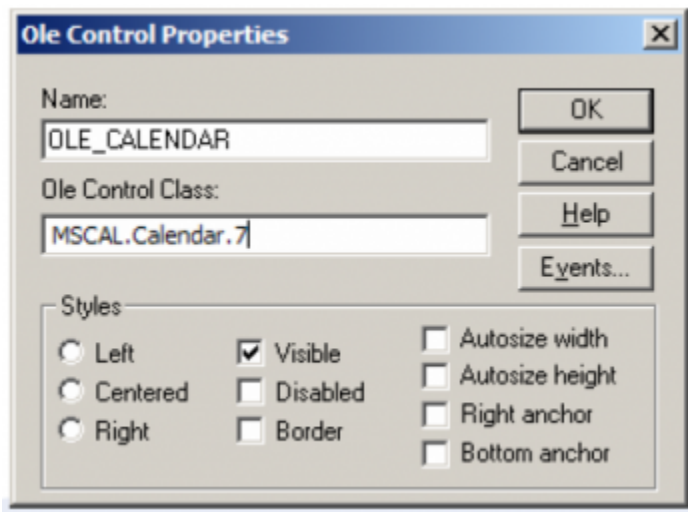 Ole Control Properties
Name:
OLE_CALENDAR
Ole Control Class:
MSCAL.Calendar.7
OK
Cancel
Help
Events...
Styles
Left
Centered
Right
Visible
Disabled
Border
Autosize width
Autosize height
Right anchor
Bottom anchor